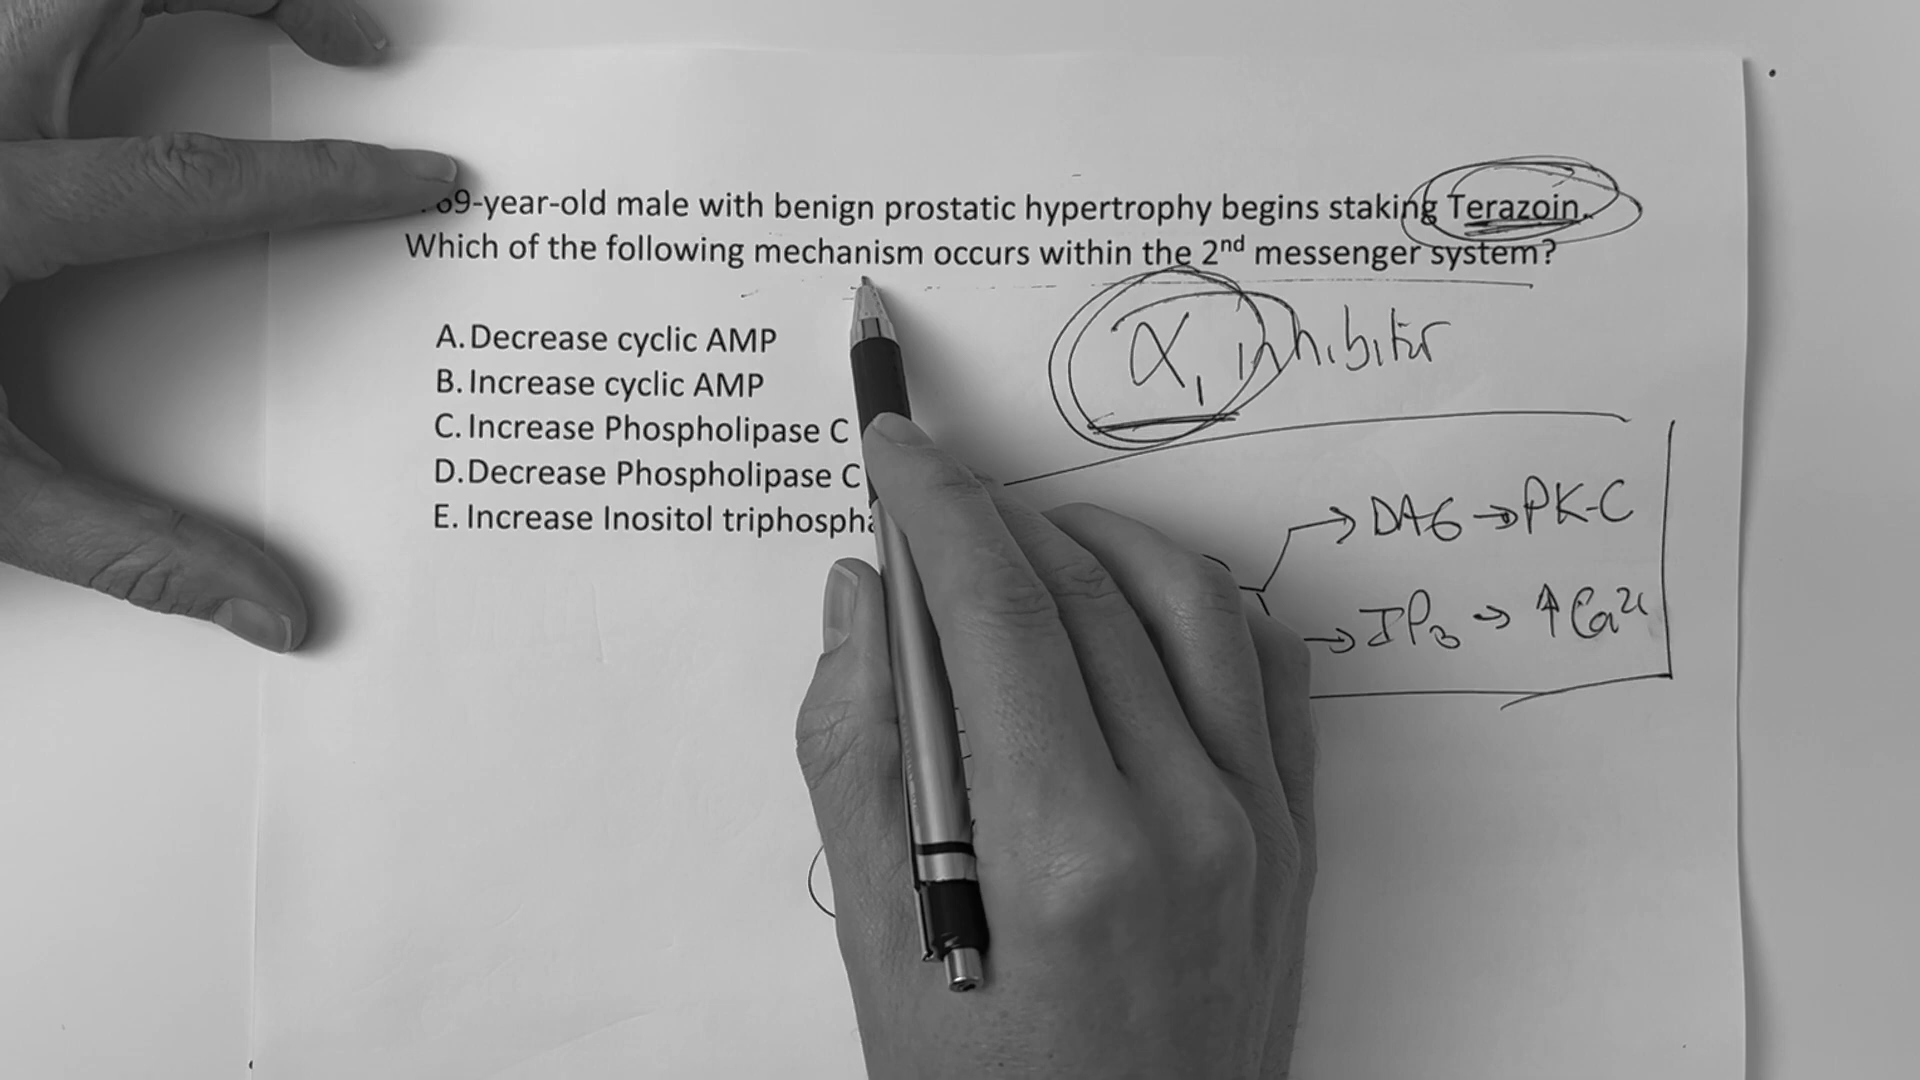 69-year-old male with benign prostatic hypertrophy begins staking Terazoin.
Which of the following mechanism occurs within the 2nd messenger system?
A. Decrease cyclic AMP
B. Increase cyclic AMP
C. Increase Phospholipase C
D. Decrease Phospholipase C
E. Increase Inositol
α1 inhibitor
→ DAG → PK-C
→ IP3 → ↑ Ca2+